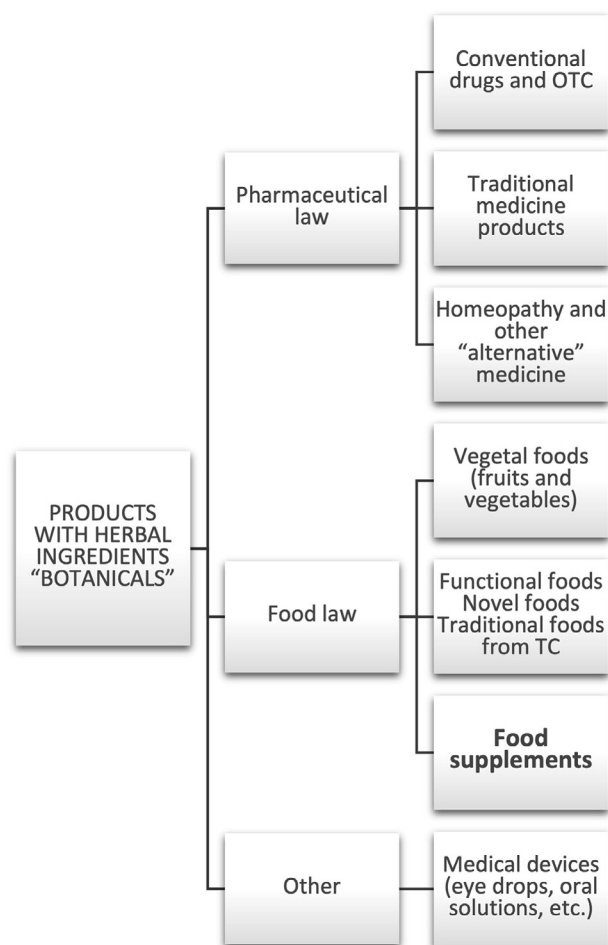 Conventional
drugs and OTC
Pharmaceutical
law
Traditional
medicine
products
Homeopathy and
other
“alternative”
medicine
PRODUCTS
WITH HERBAL
INGREDIENTS
“BOTANICALS”
Vegetal foods
(fruits and
vegetables)
Food law
Functional foods
Novel foods
Traditional foods
from TC
Food
supplements
Other
Medical devices
(eye drops, oral
solutions, etc.)